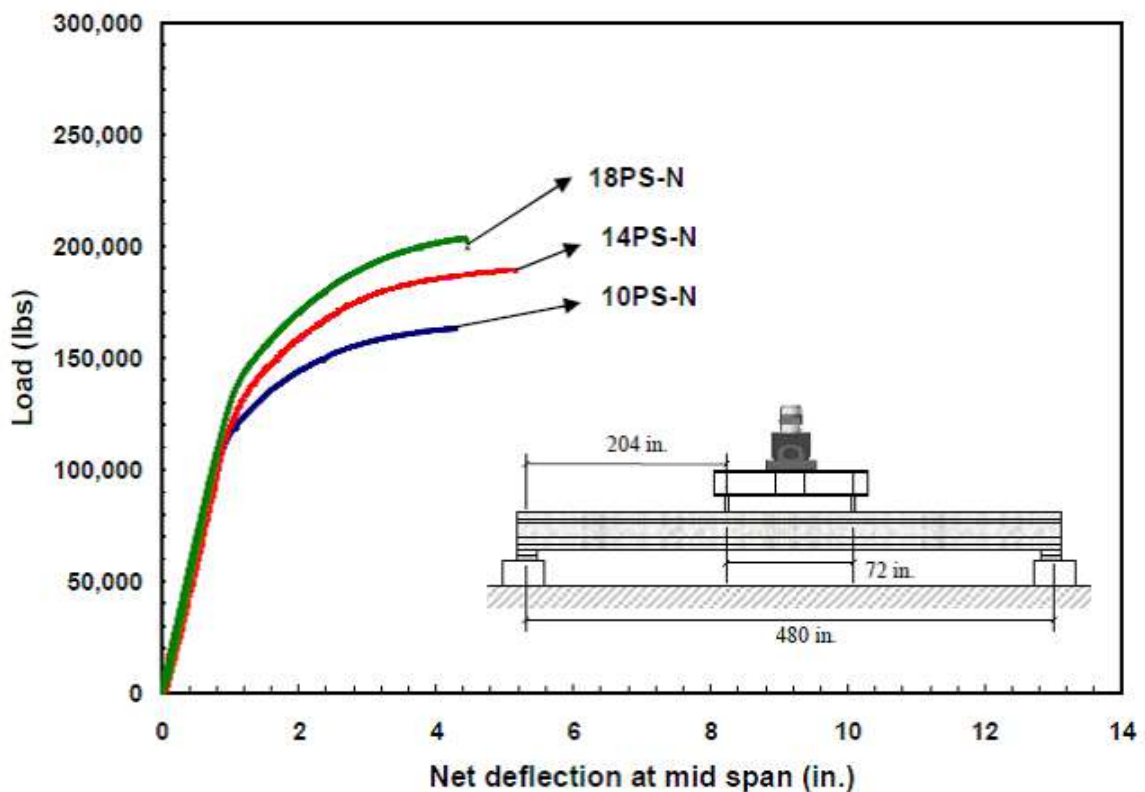 300,000
250,000
200,000
150,000
100,000
50,000
0
Load (lbs)
18PS-N
14PS-N
10PS-N
204 in.
72 in.
480 in.
0 2 4 6 8 10 12 14
Net deflection at mid span (in.)